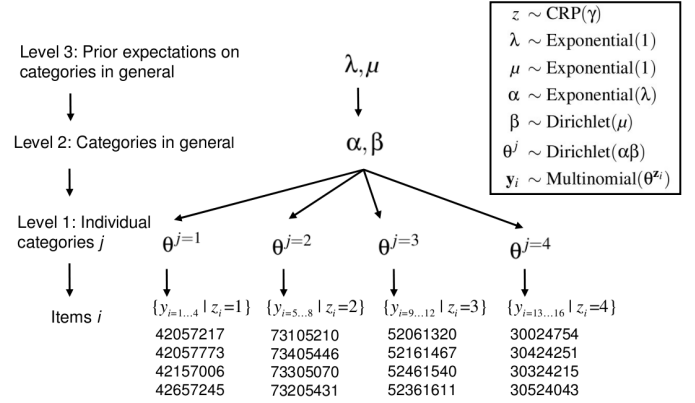 Level 3: Prior expectations on
categories in general
λ, μ
Level 2: Categories in general
α, β
Level 1: Individual
categories j
θ^{j=1}
θ^{j=2}
θ^{j=3}
θ^{j=4}
Items i
{y_{i=1...4} | z_i=1}
{y_{i=5...8} | z_i=2}
{y_{i=9...12} | z_i=3}
{y_{i=13...16} | z_i=4}
42057217
42057773
42157006
42657245
73105210
73405446
73305070
73205431
52061320
52161467
52461540
52361611
30024754
30424251
30324215
30524043
z ~ CRP(γ)
λ ~ Exponential(1)
μ ~ Exponential(1)
α ~ Exponential(λ)
β ~ Dirichlet(μ)
θ^j ~ Dirichlet(αβ)
y_i ~ Multinomial(θ^{z_i})